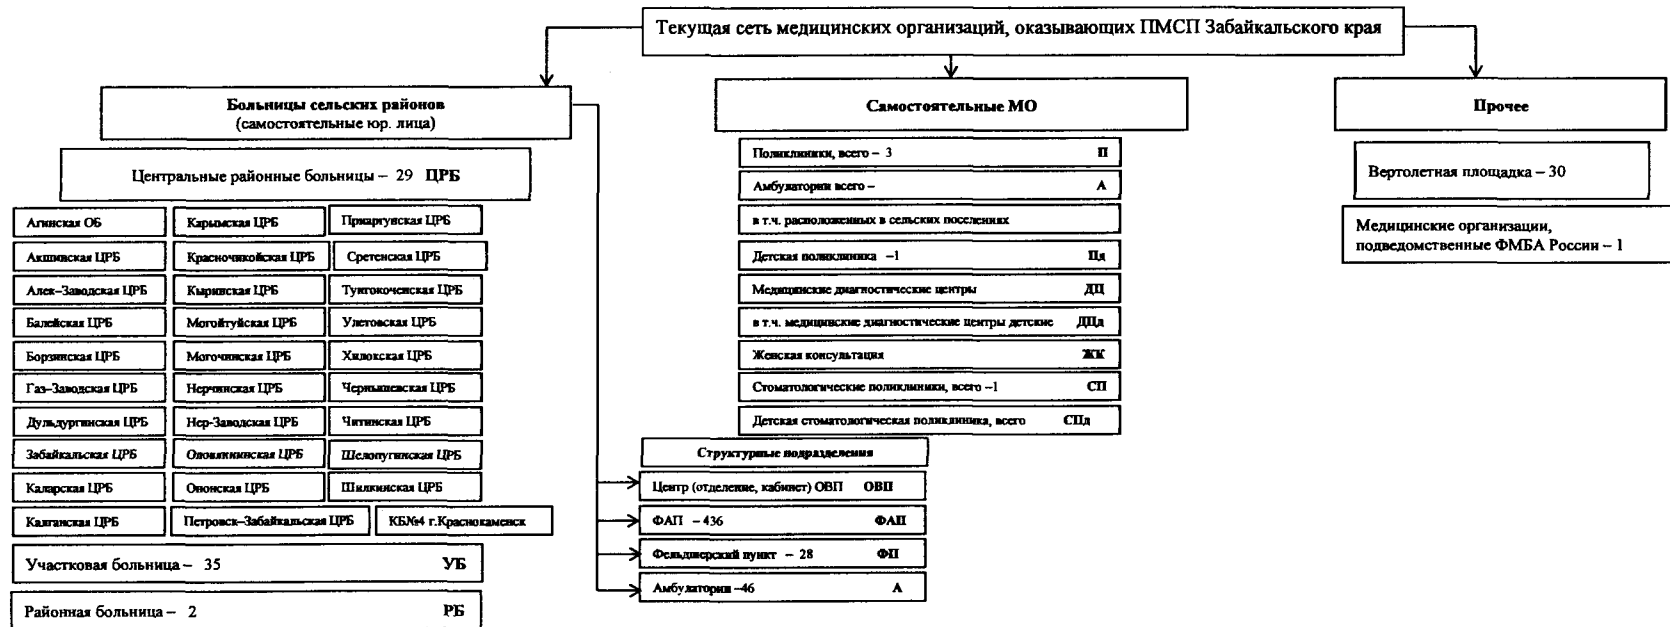 Текущая сеть медицинских организаций, оказывающих ПМСП Забайкальского края
Больницы сельских районов
(самостоятельные юр. лица)
Центральные районные больницы – 29 ЦРБ
Агинская ОБ
Карымская ЦРБ
Приаргунская ЦРБ
Акшинская ЦРБ
Красночикойская ЦРБ
Сретенская ЦРБ
Алек–Заводская ЦРБ
Кыринская ЦРБ
Тунгокоченская ЦРБ
Балейская ЦРБ
Могойтуйская ЦРБ
Улетовская ЦРБ
Борзинская ЦРБ
Могочинская ЦРБ
Хилокская ЦРБ
Газ–Заводская ЦРБ
Нерчинская ЦРБ
Чернышевская ЦРБ
Дульдургинская ЦРБ
Нер-Заводская ЦРБ
Читинская ЦРБ
Забайкальская ЦРБ
Оловяннинская ЦРБ
Шелопугинская ЦРБ
Каларская ЦРБ
Ононская ЦРБ
Шилкинская ЦРБ
Калганская ЦРБ
Петровск–Забайкальская ЦРБ
КБ№4 г.Краснокаменск
Участковая больница – 35 УБ
Районная больница – 2 РБ
Самостоятельные МО
Поликлиники, всего – 3 П
Амбулатории всего – А
в т.ч. расположенных в сельских поселениях
Детская поликлиника –1 Пд
Медицинские диагностические центры ДЦ
в т.ч. медицинские диагностические центры детские ДЦд
Женская консультация ЖК
Стоматологические поликлиники, всего –1 СП
Детская стоматологическая поликлиника, всего СПд
Структурные подразделения
Центр (отделение, кабинет) ОВП ОВП
ФАП – 436 ФАП
Фельдшерский пункт – 28 ФП
Амбулатории –46 А
Прочее
Вертолетная площадка – 30
Медицинские организации,
подведомственные ФМБА России – 1